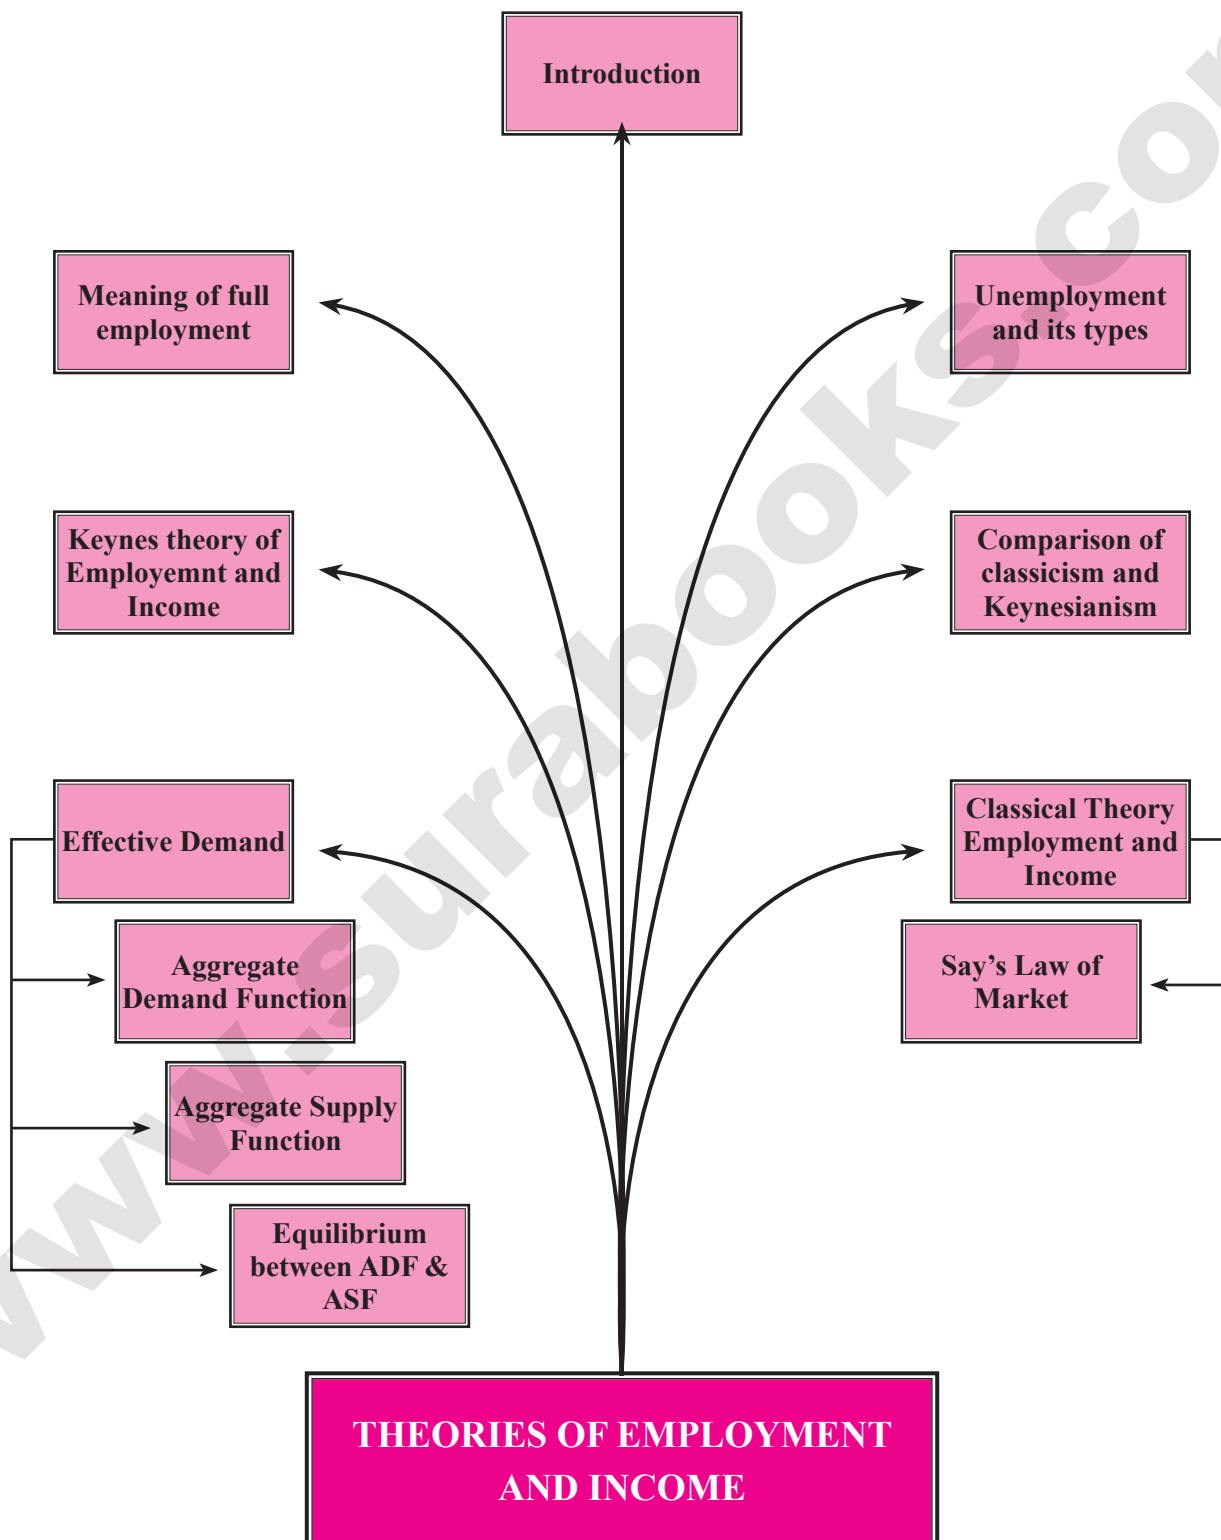 Introduction
Meaning of full
employment
Unemployment
and its types
Keynes theory of
Employemnt and
Income
Comparison of
classicism and
Keynesianism
Effective Demand
Classical Theory
Employment and
Income
Aggregate
Demand Function
Say’s Law of
Market
Aggregate Supply
Function
Equilibrium
between ADF &
ASF
THEORIES OF EMPLOYMENT
AND INCOME
www.surabooks.com